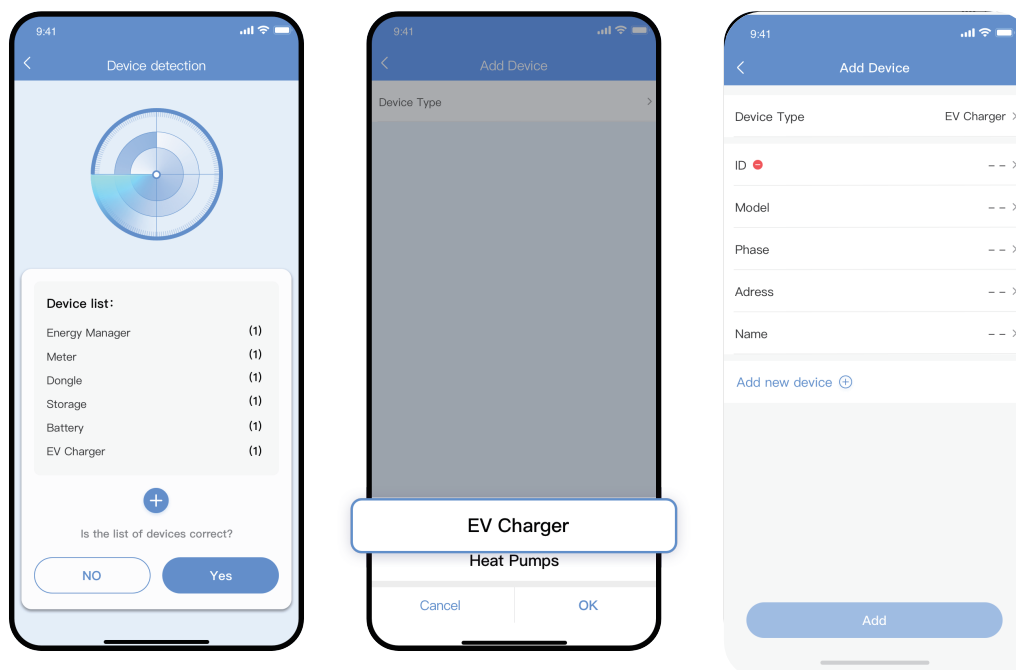 9:41
Device detection
Device list:
Energy Manager (1)
Meter (1)
Dongle (1)
Storage (1)
Battery (1)
EV Charger (1)
Is the list of devices correct?
NO Yes
9:41
Add Device
Device Type
EV Charger
Heat Pumps
Cancel OK
9:41
Add Device
Device Type EV Charger
ID – –
Model – –
Phase – –
Adress – –
Name – –
Add new device
Add